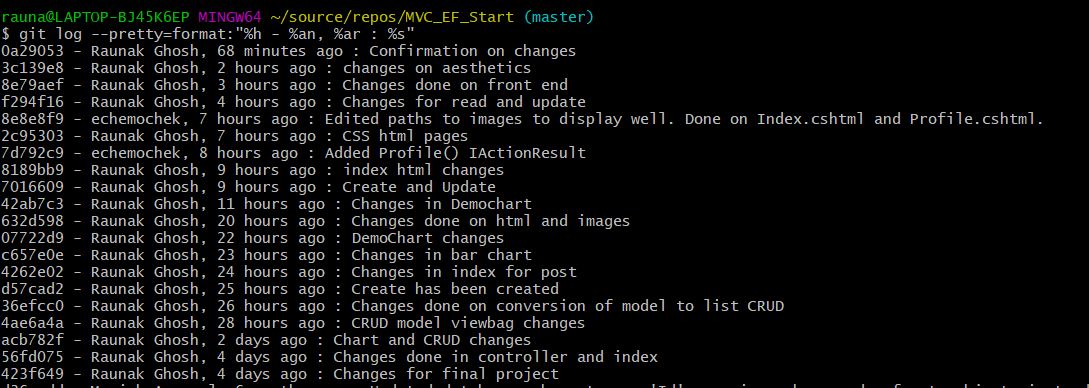 rauna@LAPTOP-BJ45K6EP MINGW64 ~/source/repos/MVC_EF_Start (master)
$ git log --pretty=format:"%h - %an, %ar : %s"
0a29053 - Raunak Ghosh, 68 minutes ago : Confirmation on changes
3c139e8 - Raunak Ghosh, 2 hours ago : changes on aesthetics
8e79aef - Raunak Ghosh, 3 hours ago : Changes done on front end
f294f16 - Raunak Ghosh, 4 hours ago : Changes for read and update
8e8e8f9 - echemochek, 7 hours ago : Edited paths to images to display well. Done on Index.cshtml and Profile.cshtml.
2c95303 - Raunak Ghosh, 7 hours ago : CSS html pages
7d792c9 - echemochek, 8 hours ago : Added Profile() IActionResult
8189bb9 - Raunak Ghosh, 9 hours ago : index html changes
7016609 - Raunak Ghosh, 9 hours ago : Create and Update
42ab7c3 - Raunak Ghosh, 11 hours ago : Changes in Demochart
632d598 - Raunak Ghosh, 20 hours ago : Changes done on html and images
07722d9 - Raunak Ghosh, 22 hours ago : DemoChart changes
c657e0e - Raunak Ghosh, 23 hours ago : Changes in bar chart
4262e02 - Raunak Ghosh, 24 hours ago : Changes in index for post
d57cad2 - Raunak Ghosh, 25 hours ago : Create has been created
36efcc0 - Raunak Ghosh, 26 hours ago : Changes done on conversion of model to list CRUD
4ae6a4a - Raunak Ghosh, 28 hours ago : CRUD model viewbag changes
acb782f - Raunak Ghosh, 2 days ago : Chart and CRUD changes
56fd075 - Raunak Ghosh, 4 days ago : Changes done in controller and index
423f649 - Raunak Ghosh, 4 days ago : Changes for final project